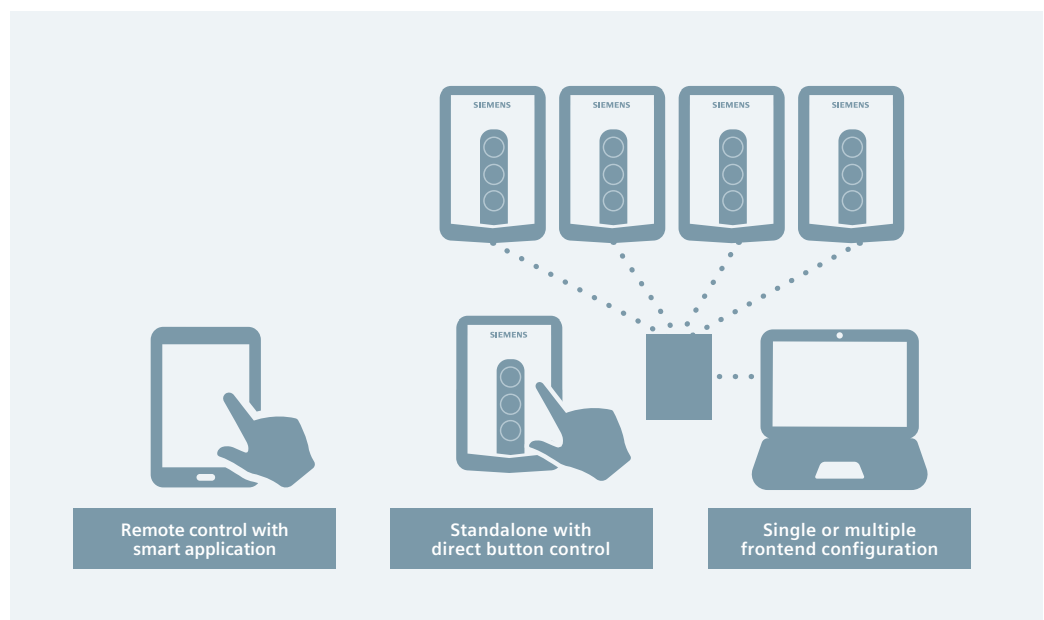 SIEMENS
SIEMENS
SIEMENS
SIEMENS
SIEMENS
Remote control with
smart application
Standalone with
direct button control
Single or multiple
frontend configuration